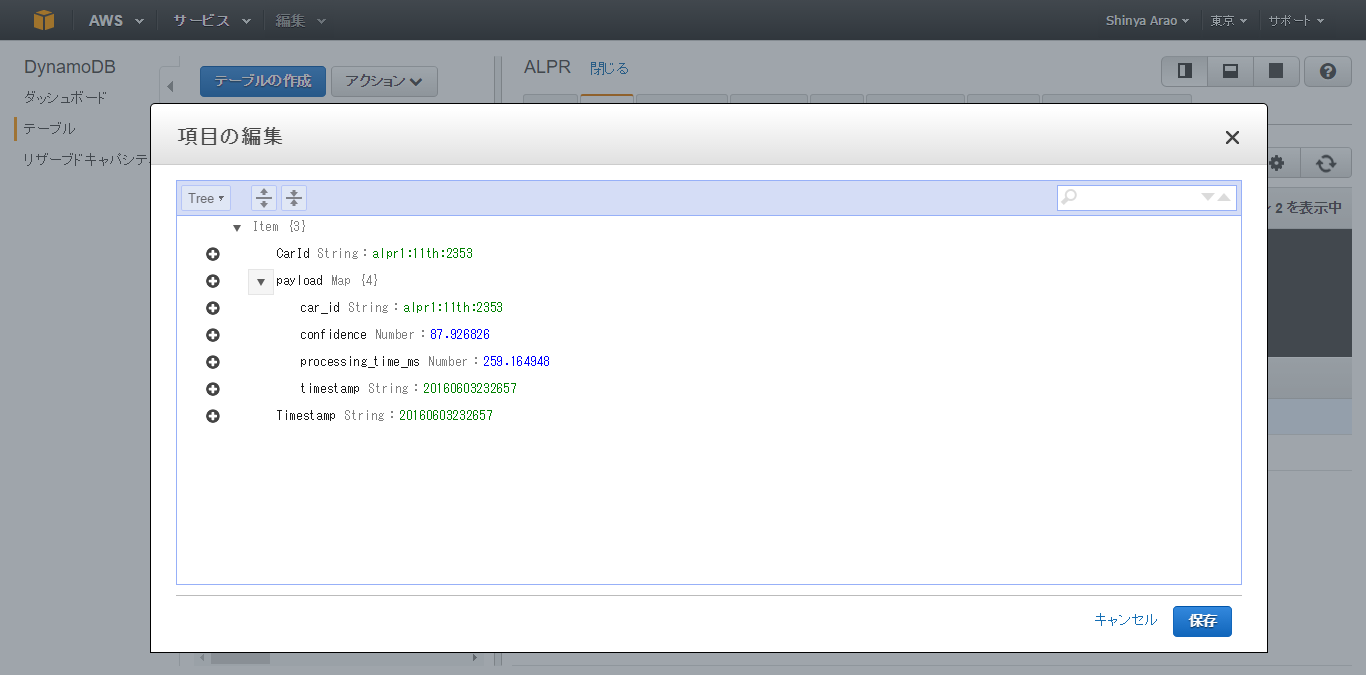 AWS サービス 編集 Shinya Arao 東京 サポート
DynamoDB
ダッシュボード
テーブル
リザーブドキャパシテ
テーブルの作成 アクション
ALPR 閉じる
2 を表示中
項目の編集
Tree
Item {3}
CarId String : alpr1:11th:2353
payload Map {4}
car_id String : alpr1:11th:2353
confidence Number : 87.926826
processing_time_ms Number : 259.164948
timestamp String : 20160603232657
Timestamp String : 20160603232657
キャンセル 保存